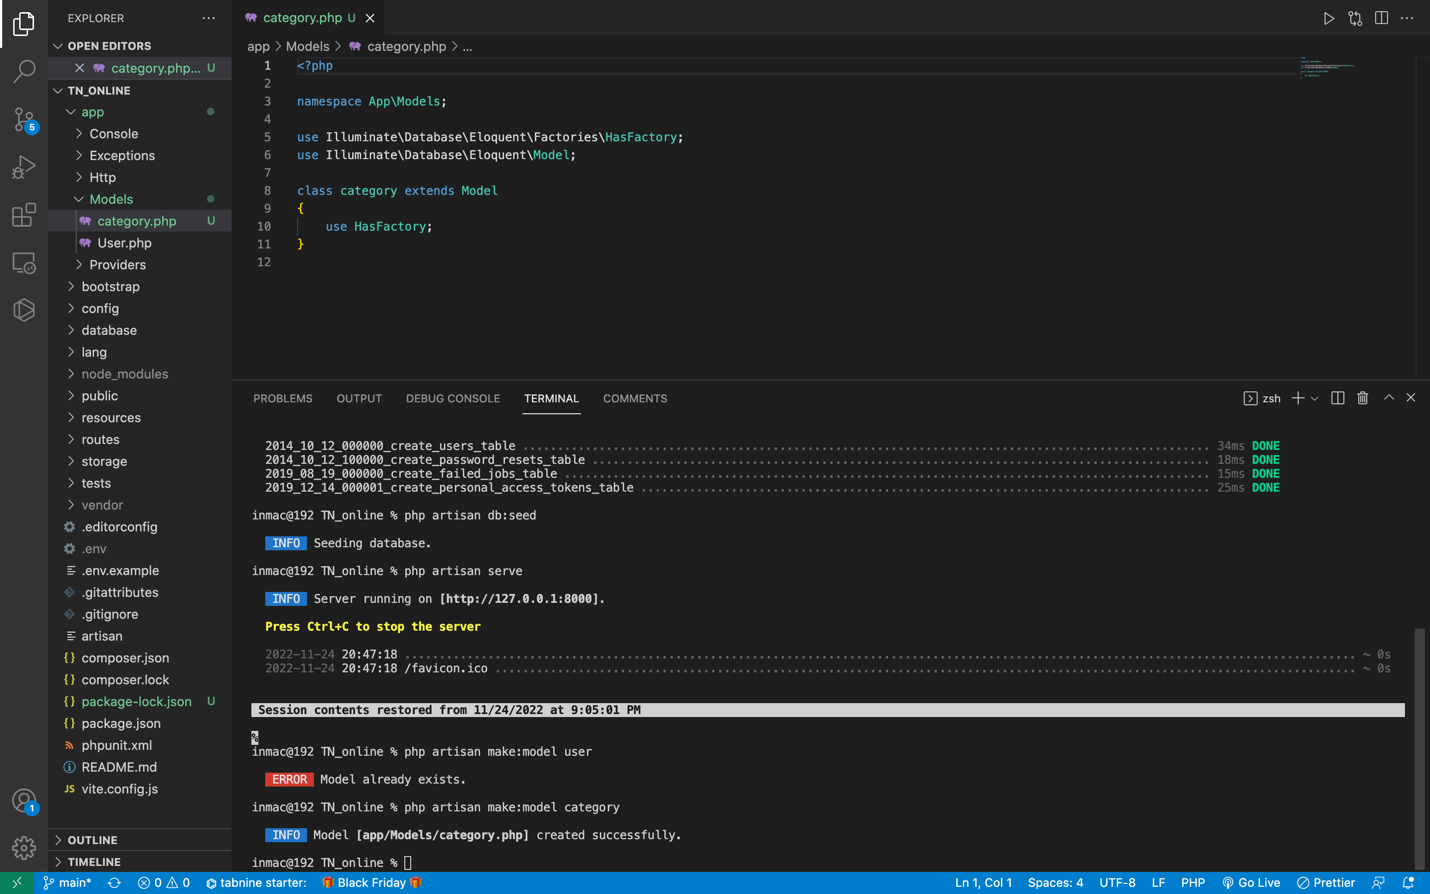 EXPLORER
OPEN EDITORS
category.php... U
TN_ONLINE
app
Console
Exceptions
Http
Models
category.php U
User.php
Providers
bootstrap
config
database
lang
node_modules
public
resources
routes
storage
tests
vendor
.editorconfig
.env
.env.example
.gitattributes
.gitignore
artisan
composer.json
composer.lock
package-lock.json U
package.json
phpunit.xml
README.md
JS vite.config.js
OUTLINE
TIMELINE
5
1
category.php U
app > Models > category.php > ...
1 <?php
2
3 namespace App\Models;
4
5 use Illuminate\Database\Eloquent\Factories\HasFactory;
6 use Illuminate\Database\Eloquent\Model;
7
8 class category extends Model
9 {
10 use HasFactory;
11 }
12
PROBLEMS OUTPUT DEBUG CONSOLE TERMINAL COMMENTS zsh
2014_10_12_000000_create_users_table 34ms DONE
2014_10_12_100000_create_password_resets_table 18ms DONE
2019_08_19_000000_create_failed_jobs_table 15ms DONE
2019_12_14_000001_create_personal_access_tokens_table 25ms DONE
inmac@192 TN_online % php artisan db:seed
INFO Seeding database.
inmac@192 TN_online % php artisan serve
INFO Server running on [http://127.0.0.1:8000].
Press Ctrl+C to stop the server
2022-11-24 20:47:18 ~ 0s
2022-11-24 20:47:18 /favicon.ico ~ 0s
Session contents restored from 11/24/2022 at 9:05:01 PM
%
inmac@192 TN_online % php artisan make:model user
ERROR Model already exists.
inmac@192 TN_online % php artisan make:model category
INFO Model [app/Models/category.php] created successfully.
inmac@192 TN_online %
main* 0 0 tabnine starter: Black Friday Ln 1, Col 1 Spaces: 4 UTF-8 LF PHP Go Live Prettier